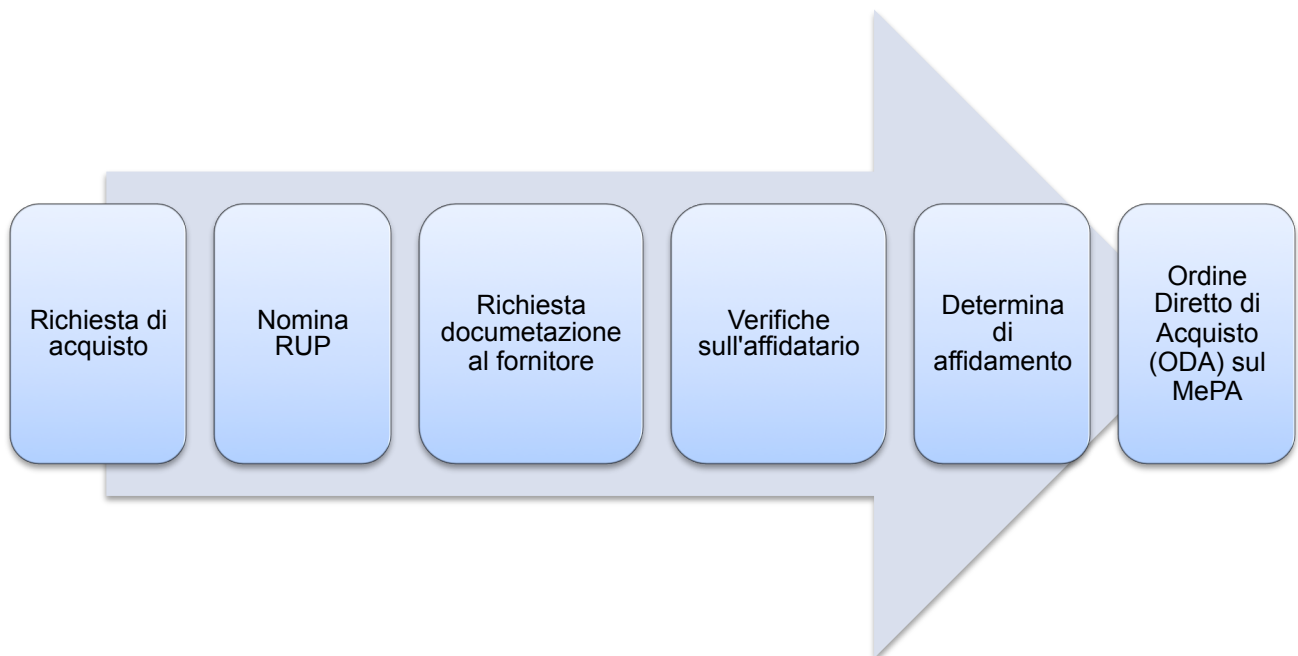 Richiesta di
acquisto
Nomina
RUP
Richiesta
documetazione
al fornitore
Verifiche
sull'affidatario
Determina
di
affidamento
Ordine
Diretto di
Acquisto
(ODA) sul
MePA